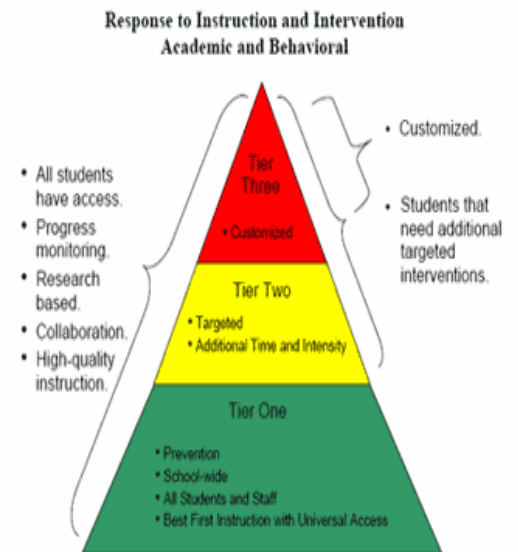 Response to Instruction and Intervention
Academic and Behavioral
• All students
have access.
• Progress
monitoring.
• Research
based.
• Collaboration.
• High-quality
instruction.
Tier
Three
• Customized
Tier Two
• Targeted
• Additional Time and Intensity
Tier One
• Prevention
• School-wide
• All Students and Staff
• Best First Instruction with Universal Access
• Customized.
• Students that
need additional
targeted
interventions.